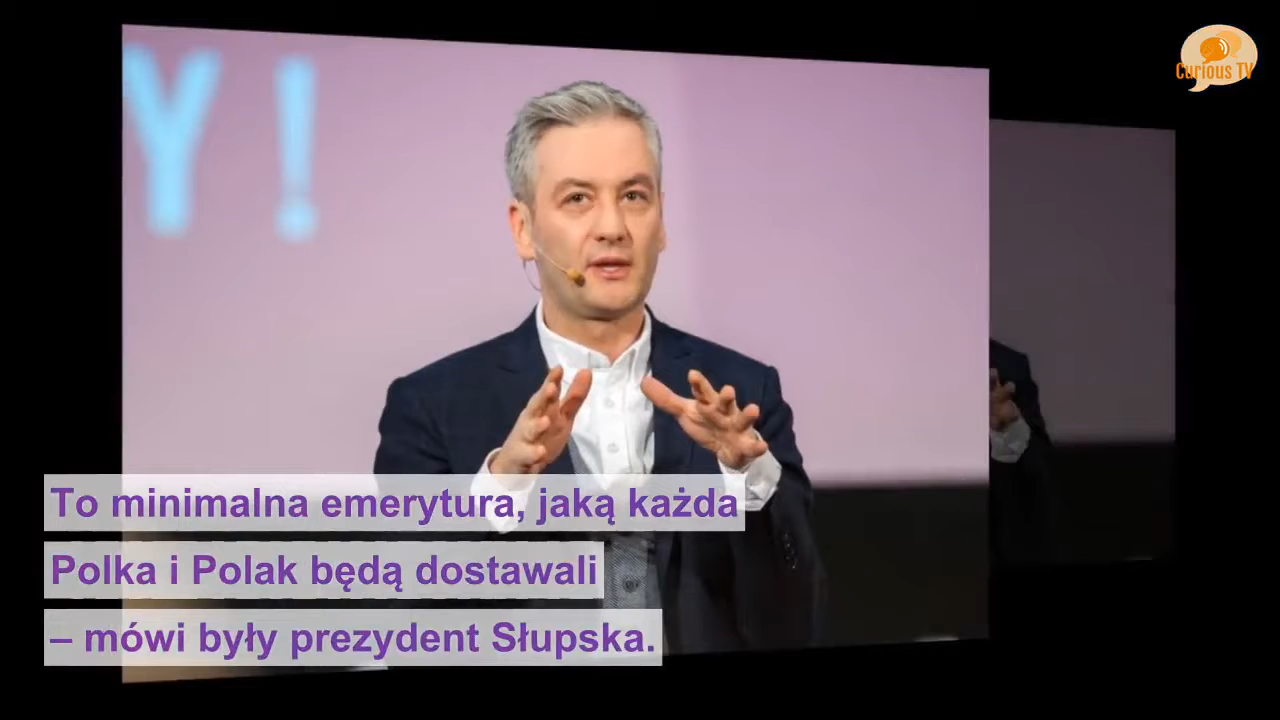 Y!
Curious TV
To minimalna emerytura, jaką każda
Polka i Polak będą dostawali
– mówi były prezydent Słupska.